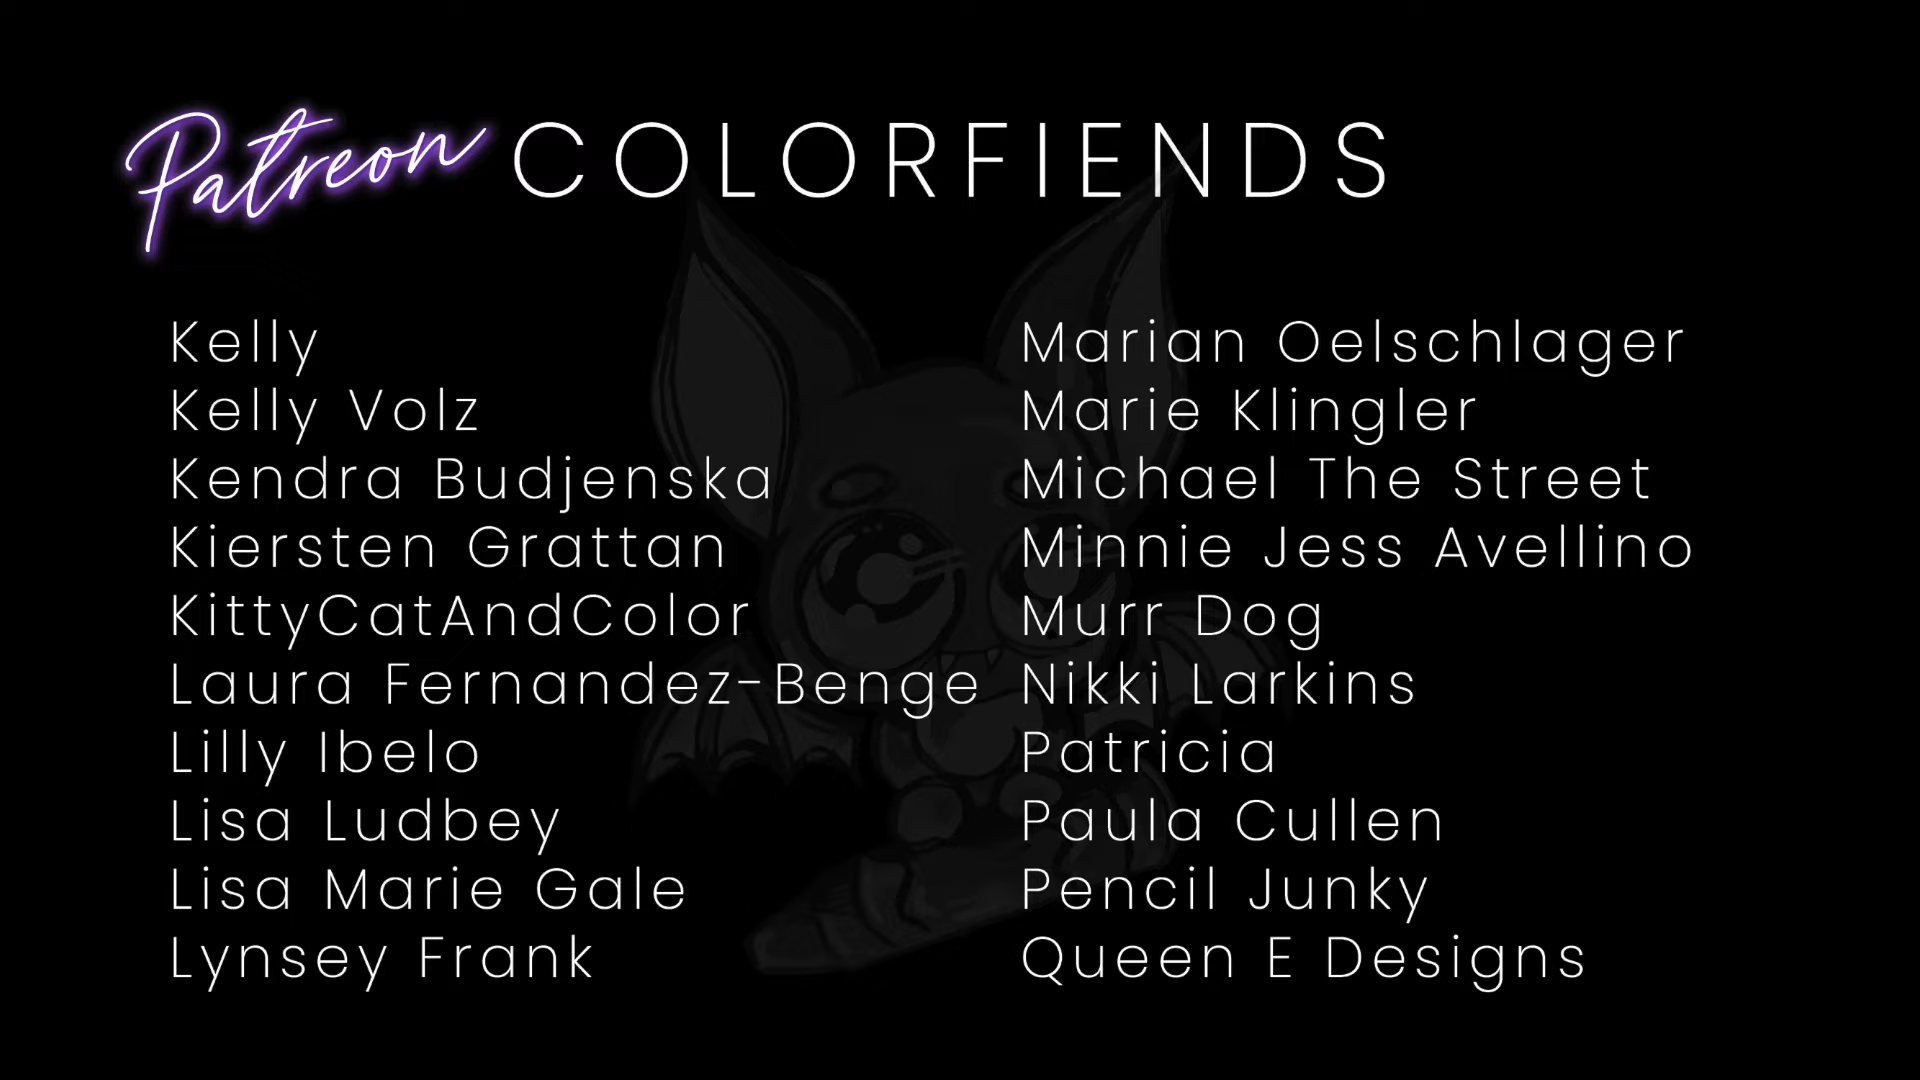 Patreon COLORFIENDS
Kelly
Kelly Volz
Kendra Budjenska
Kiersten Grattan
KittyCatAndColor
Laura Fernandez-Benge
Lilly Ibelo
Lisa Ludbey
Lisa Marie Gale
Lynsey Frank
Marian Oelschlager
Marie Klingler
Michael The Street
Minnie Jess Avellino
Murr Dog
Nikki Larkins
Patricia
Paula Cullen
Pencil Junky
Queen E Designs